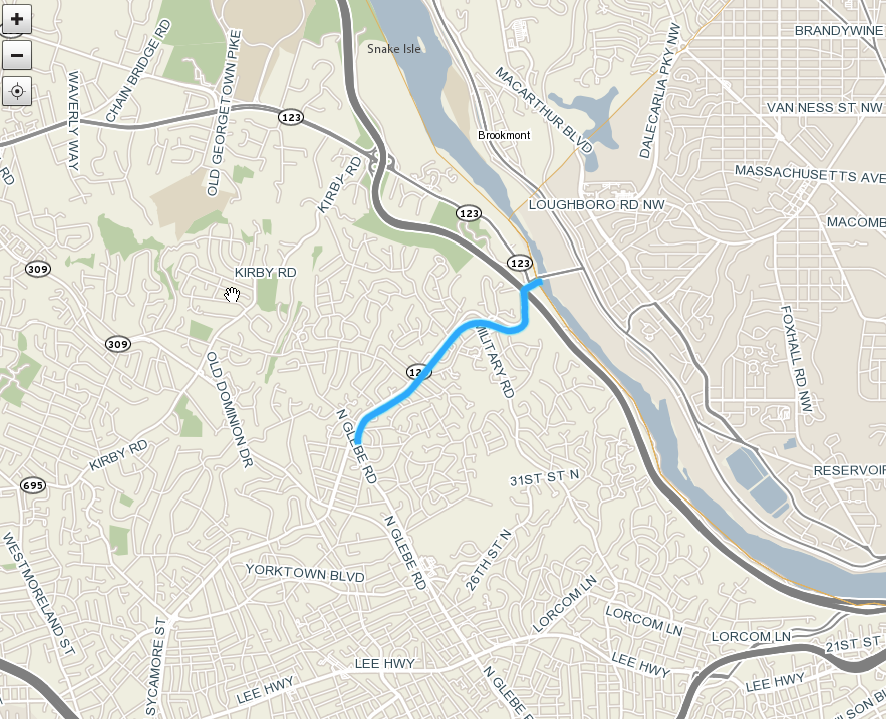 +
Snake Isle
BRANDYWINE
CHAIN BRIDGE RD
OLD GEORGETOWN PIKE
WAVERLY WAY
MACARTHUR BLVD
DALECARLIA PKY NW
VAN NESS ST NW
123
Brookmont
RD
KIRBY RD
MASSACHUSETTS AVE
LOUGHBORO RD NW
123
MACOMB
309
KIRBY RD
123
FOXHALL RD NW
309
MILITARY RD
OLD DOMINION DR
N GLEBE RD
KIRBY RD
RESERVOIR
695
31ST ST N
WESTMORELAND ST
N GLEBE RD
26TH ST N
YORKTOWN BLVD
LORCOM LN
SYCAMORE ST
LORCOM LN
LORCOM LN
21ST ST
LEE HWY
LEE HWY
LEE HWY
LEE HWY
N GLEBE R